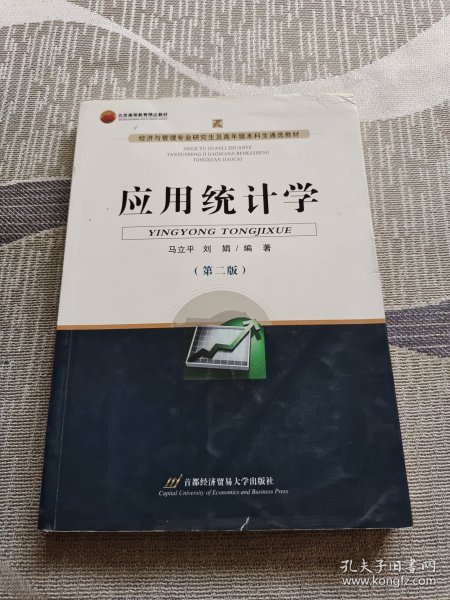 北京高等教育精品教材
经济与管理专业研究生及高年级本科生通选教材
JINGJI YU GUANLI ZHUANYE
YANJIUSHENG JI GAONIANJI BENKESHENG
TONGXUAN JIAOCAI
应用统计学
YINGYONG TONGJIXUE
马立平 刘 娟 / 编 著
(第二版)
首都经济贸易大学出版社
Capital University of Economics and Business Press
孔夫子旧书网
www.kongfz.com